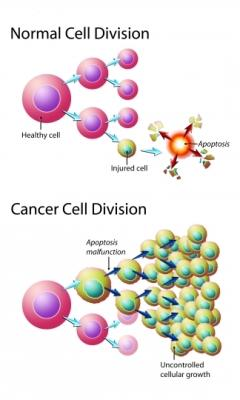 Normal Cell Division
Healthy cell
Apoptosis
Injured cell
Cancer Cell Division
Apoptosis
malfunction
Uncontrolled
cellular growth